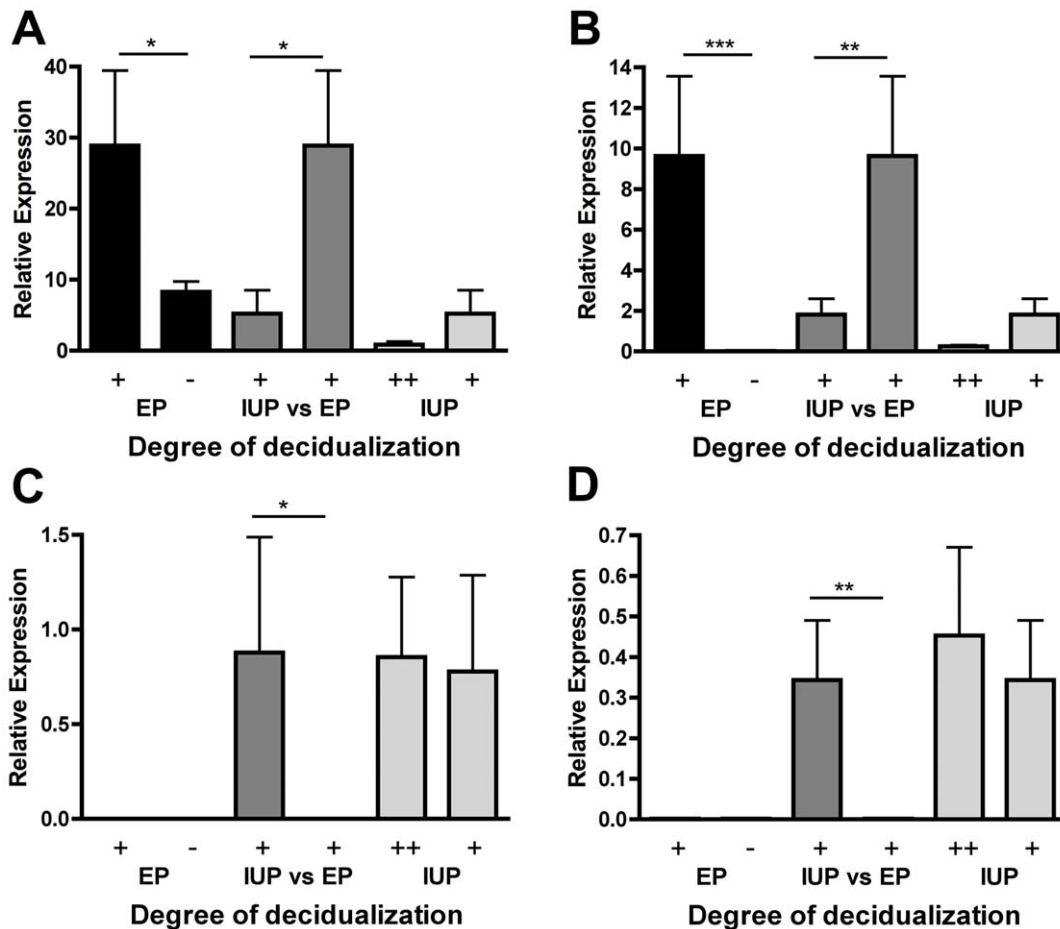 A
* *
Relative Expression
40
30
20
10
0
+ - + + ++ +
EP IUP vs EP IUP
Degree of decidualization
B
*** **
Relative Expression
14
12
10
8
6
4
2
0
+ - + + ++ +
EP IUP vs EP IUP
Degree of decidualization
C
*
Relative Expression
1.5
1.0
0.5
0.0
+ - + + ++ +
EP IUP vs EP IUP
Degree of decidualization
D
**
Relative Expression
0.7
0.6
0.5
0.4
0.3
0.2
0.1
0.0
+ - + + ++ +
EP IUP vs EP IUP
Degree of decidualization